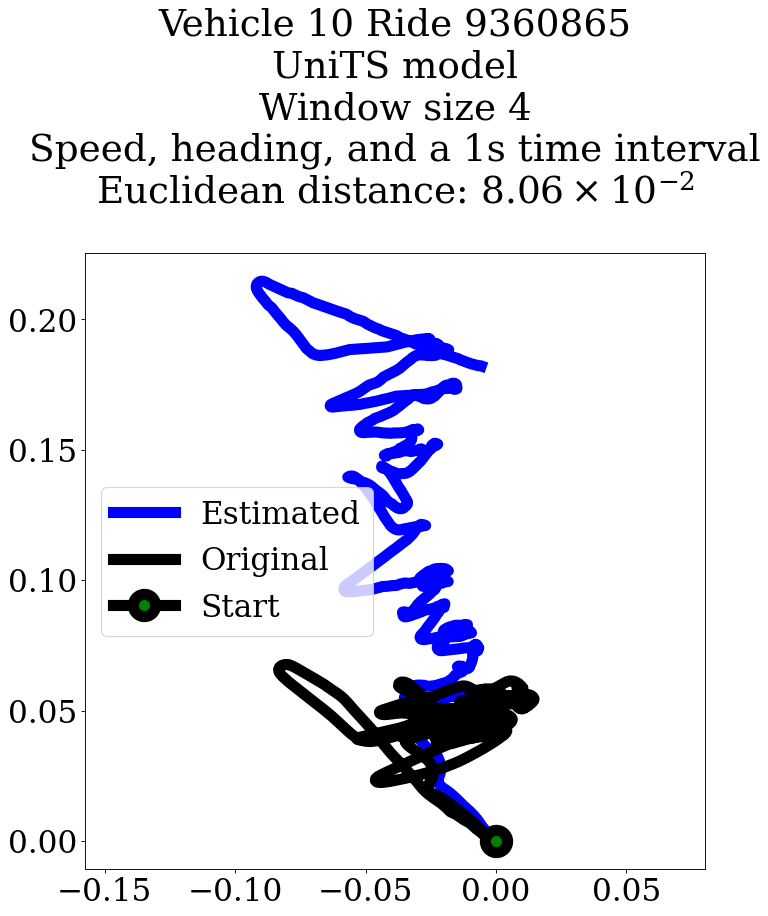 Vehicle 10 Ride 9360865
UniTS model
Window size 4
Speed, heading, and a 1s time interval
Euclidean distance: 8.06 × 10⁻²
0.20
0.15
0.10
0.05
0.00
Estimated
Original
Start
−0.15 −0.10 −0.05 0.00 0.05